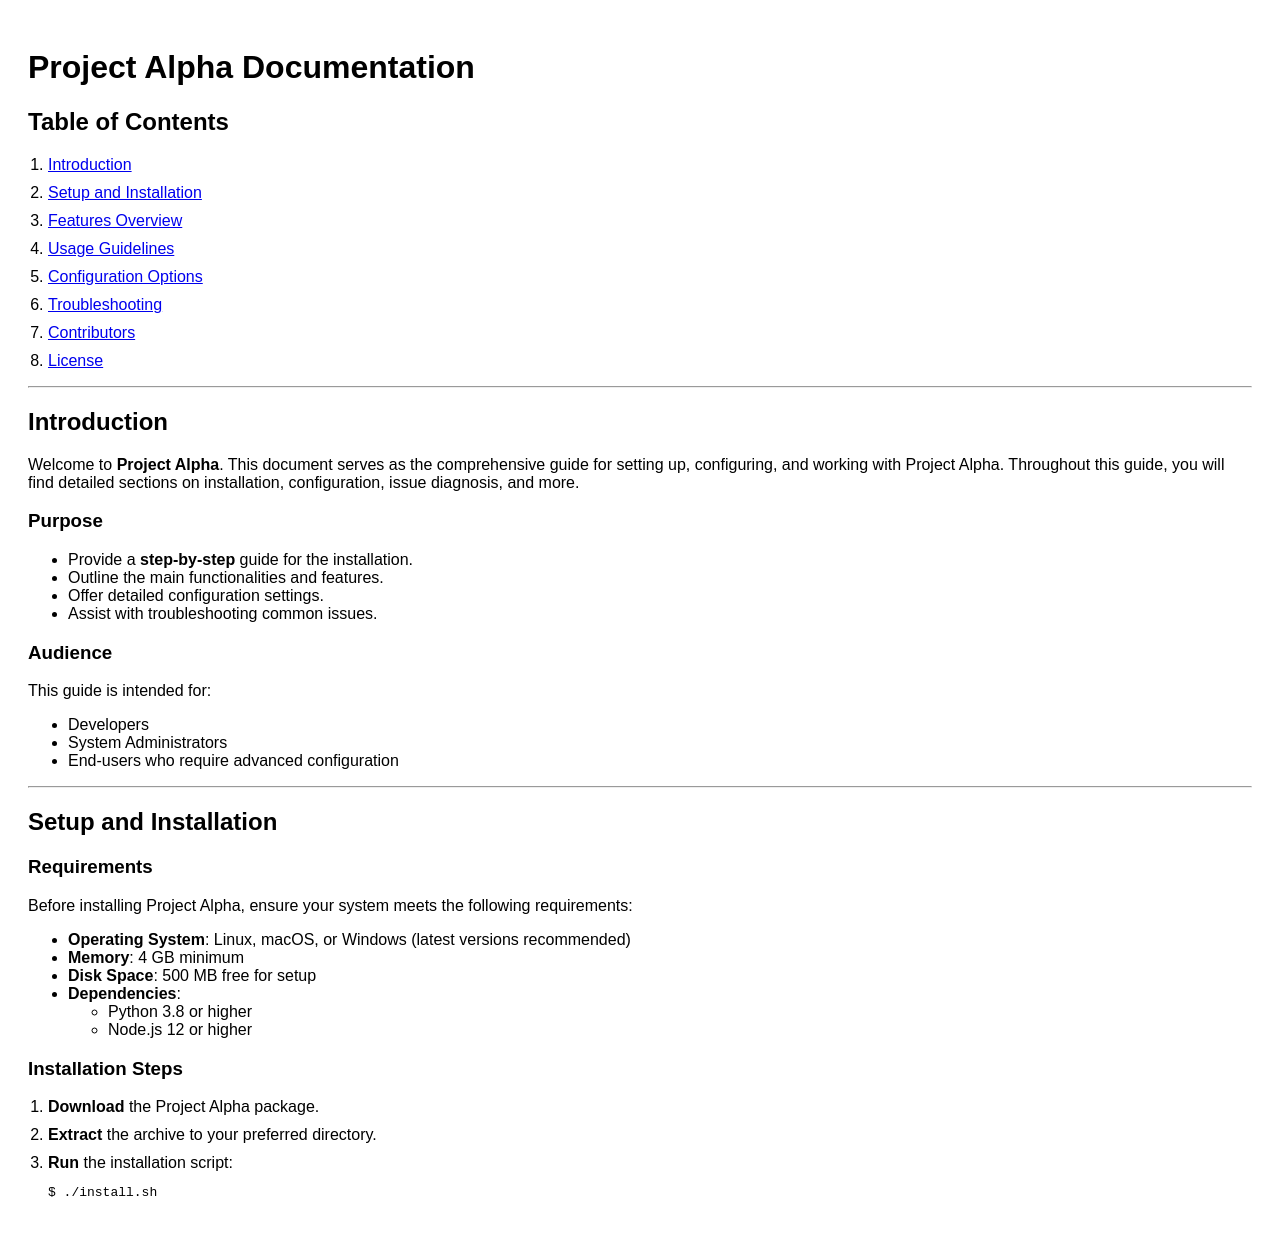 Project Alpha Documentation
Table of Contents
1. Introduction
2. Setup and Installation
3. Features Overview
4. Usage Guidelines
5. Configuration Options
6. Troubleshooting
7. Contributors
8. License
Introduction
Welcome to Project Alpha. This document serves as the comprehensive guide for setting up, configuring, and working with Project Alpha. Throughout this guide, you will
find detailed sections on installation, configuration, issue diagnosis, and more.
Purpose
• Provide a step-by-step guide for the installation.
• Outline the main functionalities and features.
• Offer detailed configuration settings.
• Assist with troubleshooting common issues.
Audience
This guide is intended for:
• Developers
• System Administrators
• End-users who require advanced configuration
Setup and Installation
Requirements
Before installing Project Alpha, ensure your system meets the following requirements:
• Operating System: Linux, macOS, or Windows (latest versions recommended)
• Memory: 4 GB minimum
• Disk Space: 500 MB free for setup
• Dependencies:
◦ Python 3.8 or higher
◦ Node.js 12 or higher
Installation Steps
1. Download the Project Alpha package.
2. Extract the archive to your preferred directory.
3. Run the installation script:
$ ./install.sh